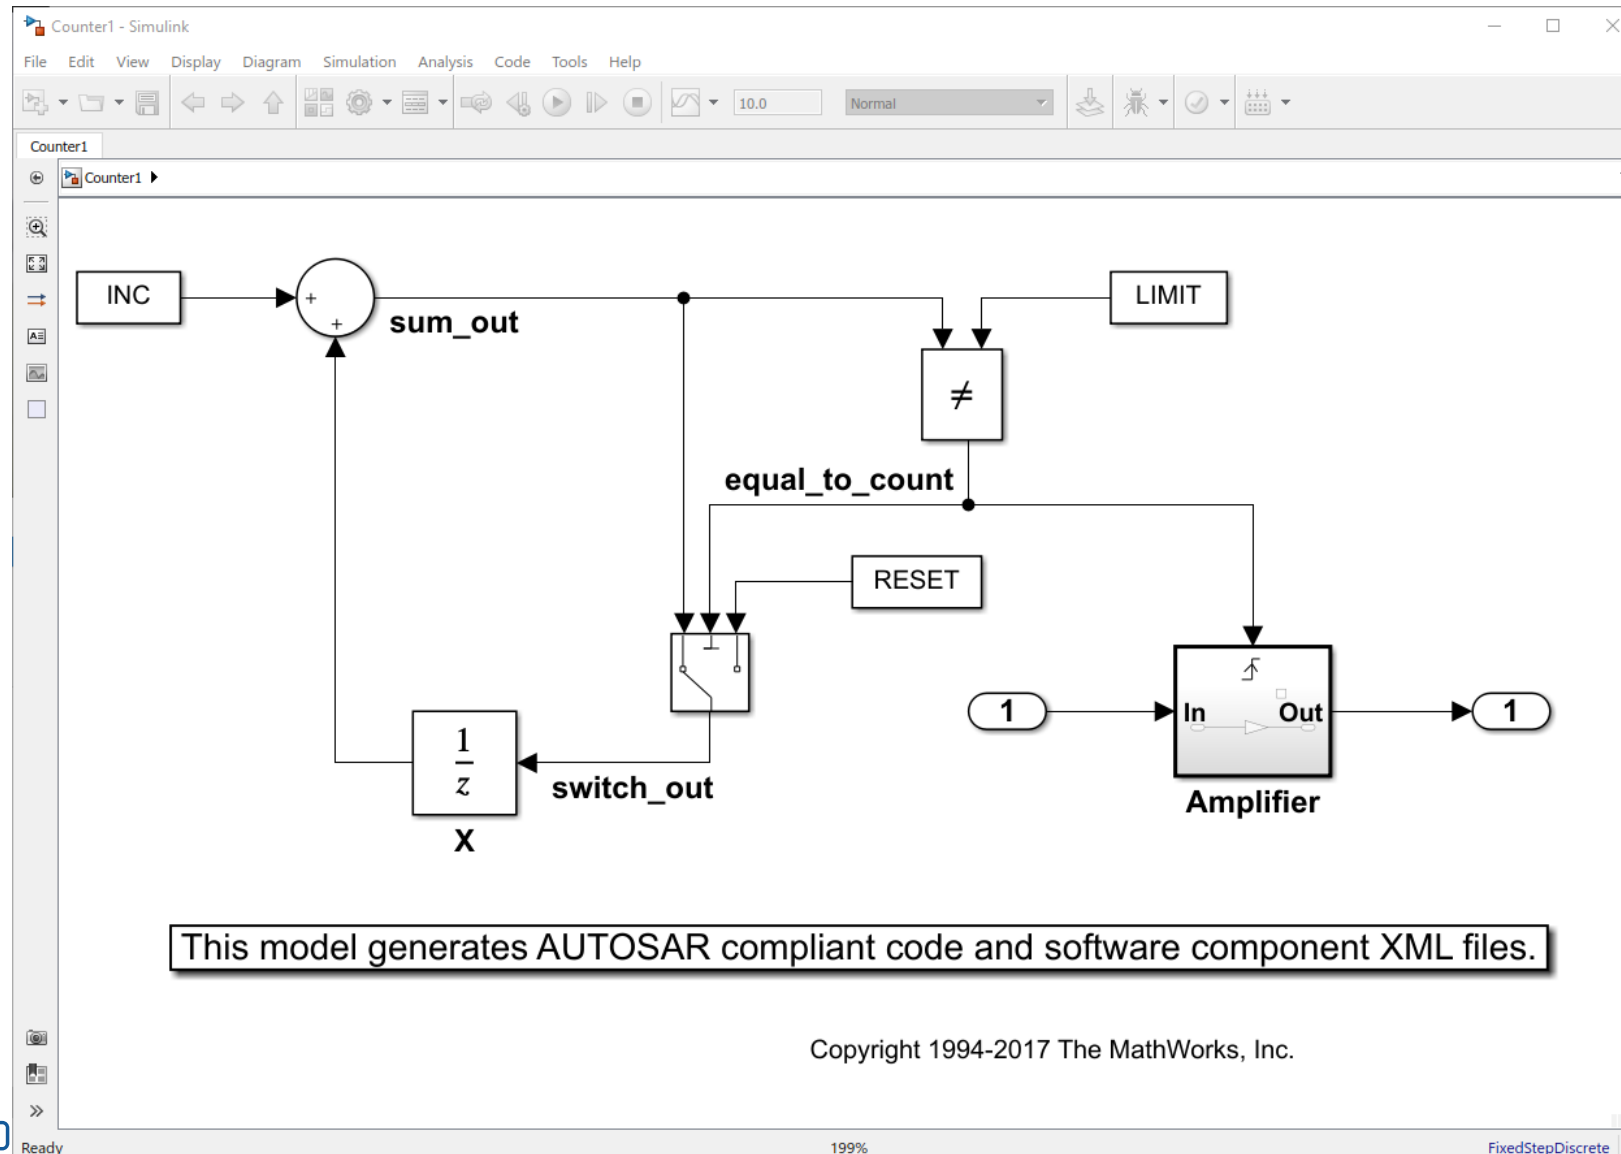 Counter1 - Simulink
File Edit View Display Diagram Simulation Analysis Code Tools Help
10.0 Normal
Counter1
Counter1
INC
+
+
sum_out
LIMIT
≠
equal_to_count
RESET
1
In Out
1
1
z
switch_out
Amplifier
X
This model generates AUTOSAR compliant code and software component XML files.
Copyright 1994-2017 The MathWorks, Inc.
Ready 199% FixedStepDiscrete